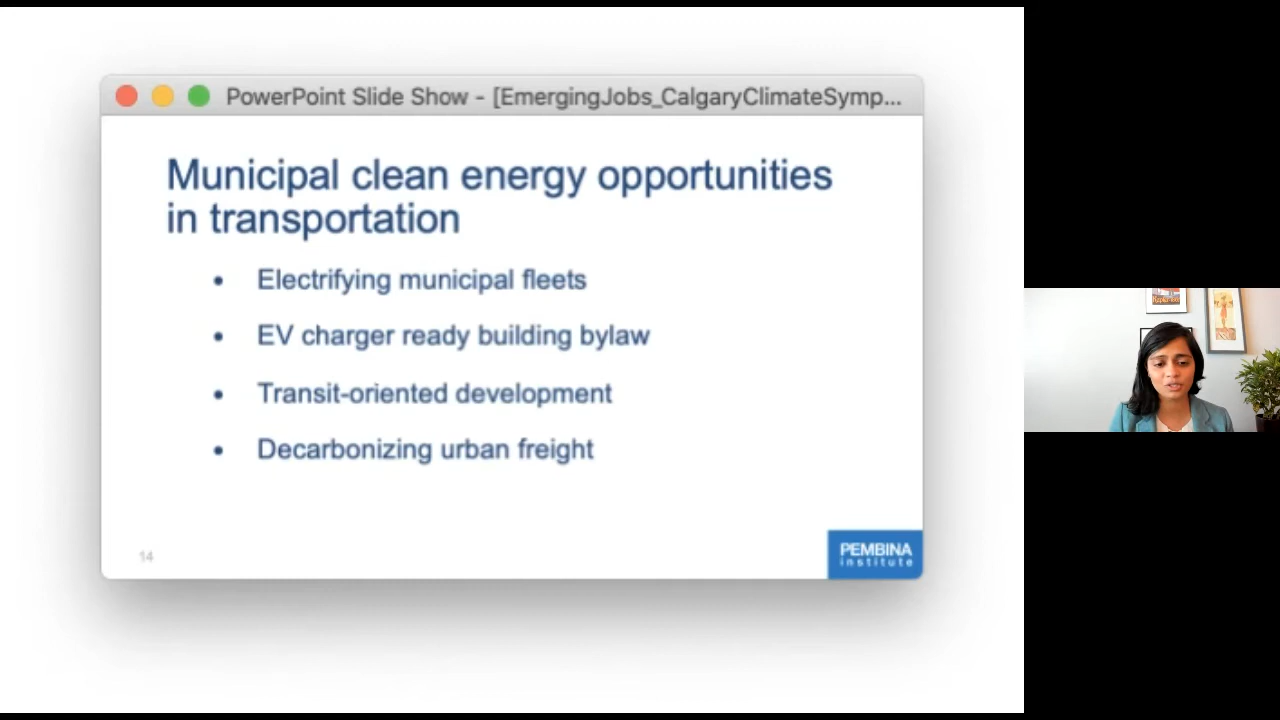 PowerPoint Slide Show - [EmergingJobs_CalgaryClimateSymp...
Municipal clean energy opportunities
in transportation
• Electrifying municipal fleets
• EV charger ready building bylaw
• Transit-oriented development
• Decarbonizing urban freight
14
PEMBINA
institute